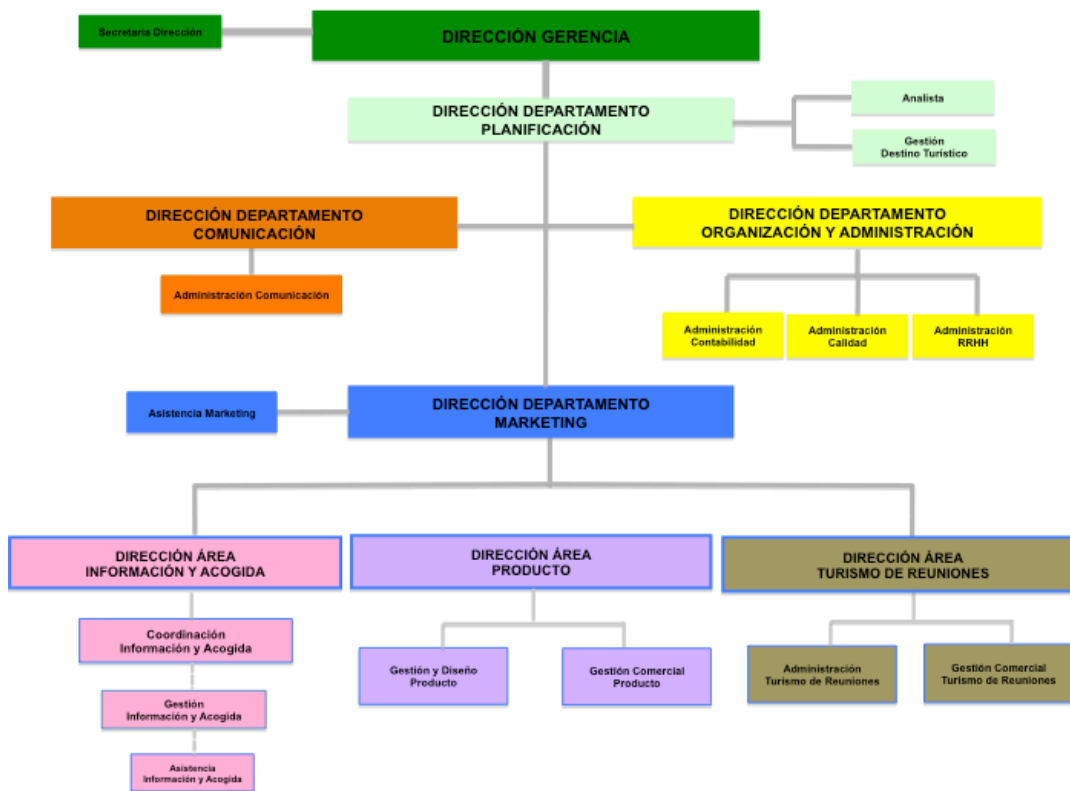 DIRECCIÓN GERENCIA
Secretaría Dirección
DIRECCIÓN DEPARTAMENTO
PLANIFICACIÓN
Analista
Gestión
Destino Turístico
DIRECCIÓN DEPARTAMENTO
COMUNICACIÓN
DIRECCIÓN DEPARTAMENTO
ORGANIZACIÓN Y ADMINISTRACIÓN
Administración Comunicación
Administración
Contabilidad
Administración
Calidad
Administración
RRHH
Asistencia Marketing
DIRECCIÓN DEPARTAMENTO
MARKETING
DIRECCIÓN ÁREA
INFORMACIÓN Y ACOGIDA
DIRECCIÓN ÁREA
PRODUCTO
DIRECCIÓN ÁREA
TURISMO DE REUNIONES
Coordinación
Información y Acogida
Gestión y Diseño
Producto
Gestión Comercial
Producto
Administración
Turismo de Reuniones
Gestión Comercial
Turismo de Reuniones
Gestión
Información y Acogida
Asistencia
Información y Acogida